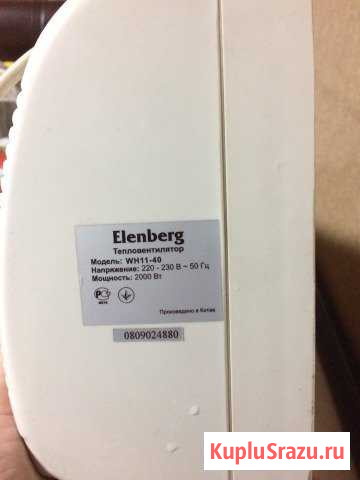 Elenberg
Тепловентилятор
Модель: WH11-40
Напряжение: 220 - 230 В ~ 50 Гц
Мощность: 2000 Вт
Произведено в Китае
0809024880
KupluSrazu.ru